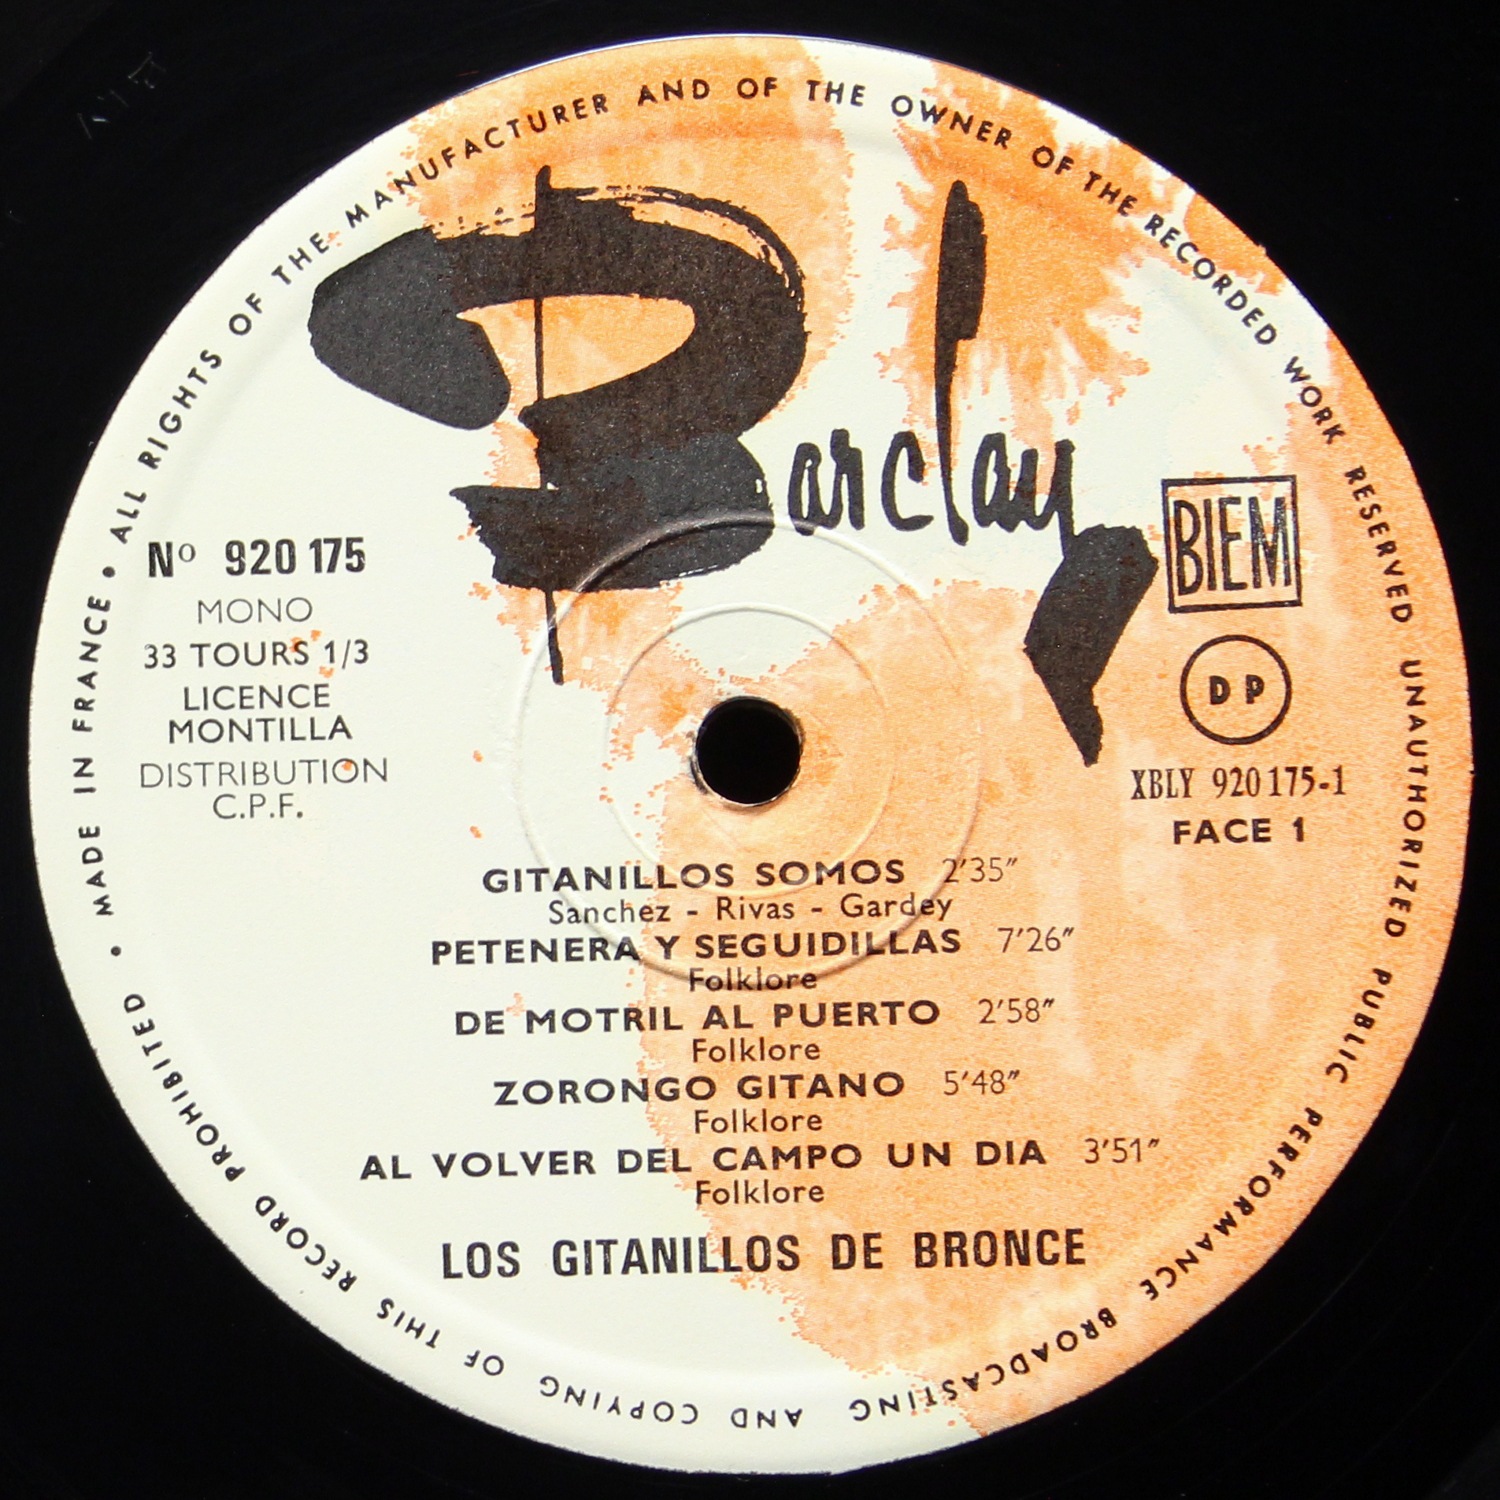 • MADE IN FRANCE • ALL RIGHTS OF THE MANUFACTURER AND OF THE OWNER OF THE RECORDED WORK RESERVED UNAUTHORIZED PUBLIC PERFORMANCE BROADCASTING AND COPYING OF THIS RECORD PROHIBITED
Barclay
BIEM
Nº 920 175
MONO
33 TOURS 1/3
LICENCE
MONTILLA
DISTRIBUTION
C.P.F.
DP
XBLY 920175-1
FACE 1
GITANILLOS SOMOS 2'35"
Sanchez - Rivas - Gardey
PETENERA Y SEGUIDILLAS 7'26"
Folklore
DE MOTRIL AL PUERTO 2'58"
Folklore
ZORONGO GITANO 5'48"
Folklore
AL VOLVER DEL CAMPO UN DIA 3'51"
Folklore
LOS GITANILLOS DE BRONCE